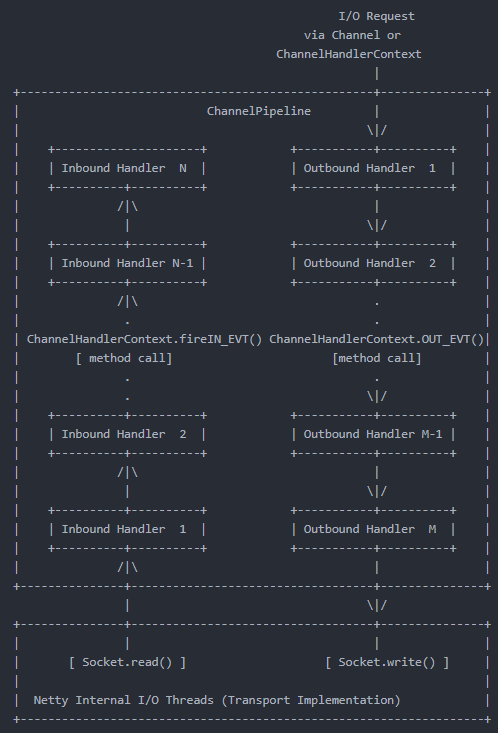 I/O Request
                                          via Channel or
                                      ChannelHandlerContext
                                                    |
+---------------------------------------------------+---------------+
|                           ChannelPipeline         |               |
|                                                  \|/              |
|    +---------------------+            +-----------+----------+    |
|    | Inbound Handler  N  |            | Outbound Handler  1  |    |
|    +----------+----------+            +-----------+----------+    |
|              /|\                                  |               |
|               |                                  \|/              |
|    +----------+----------+            +-----------+----------+    |
|    | Inbound Handler N-1 |            | Outbound Handler  2  |    |
|    +----------+----------+            +-----------+----------+    |
|              /|\                                  .               |
|               .                                   .               |
| ChannelHandlerContext.fireIN_EVT() ChannelHandlerContext.OUT_EVT()|
|        [ method call]                       [method call]         |
|               .                                   .               |
|               .                                  \|/              |
|    +----------+----------+            +-----------+----------+    |
|    | Inbound Handler  2  |            | Outbound Handler M-1 |    |
|    +----------+----------+            +-----------+----------+    |
|              /|\                                  |               |
|               |                                  \|/              |
|    +----------+----------+            +-----------+----------+    |
|    | Inbound Handler  1  |            | Outbound Handler  M  |    |
|    +----------+----------+            +-----------+----------+    |
|              /|\                                  |               |
+---------------+-----------------------------------+---------------+
                |                                  \|/
+---------------+-----------------------------------+---------------+
|               |                                   |               |
|       [ Socket.read() ]                    [ Socket.write() ]     |
|                                                                   |
|  Netty Internal I/O Threads (Transport Implementation)            |
+-------------------------------------------------------------------+